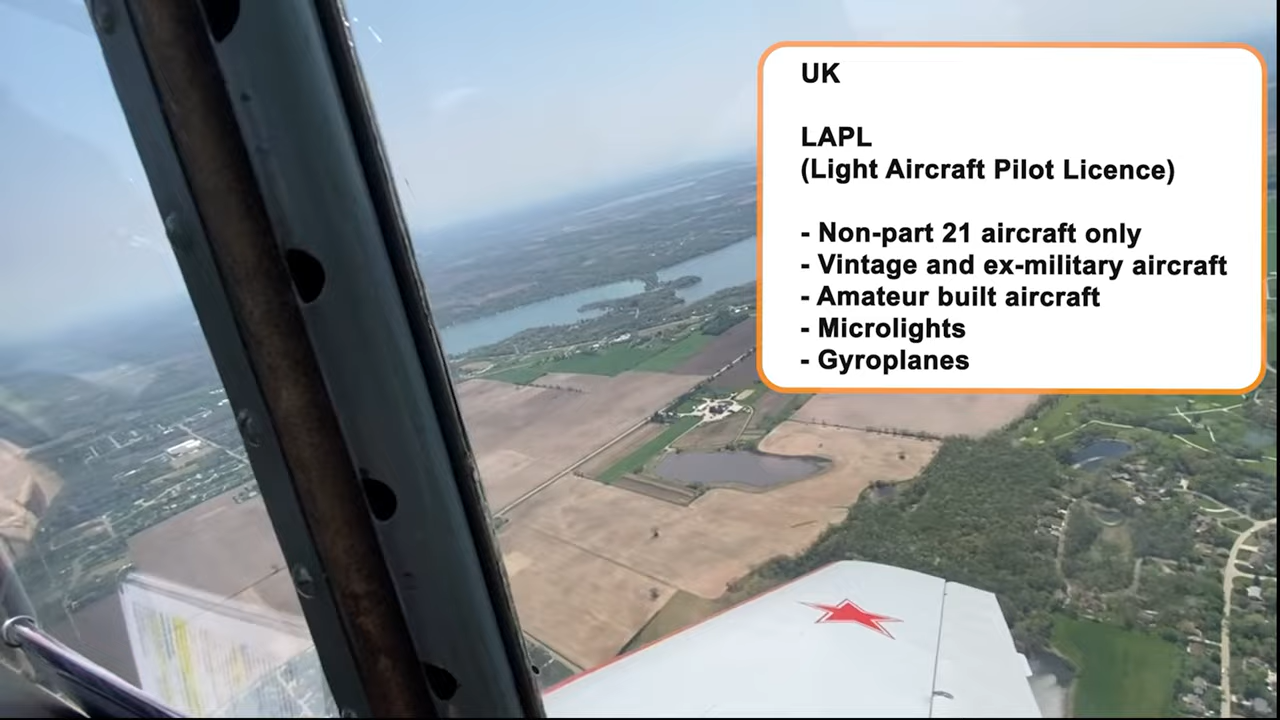 UK
LAPL
(Light Aircraft Pilot Licence)
- Non-part 21 aircraft only
- Vintage and ex-military aircraft
- Amateur built aircraft
- Microlights
- Gyroplanes